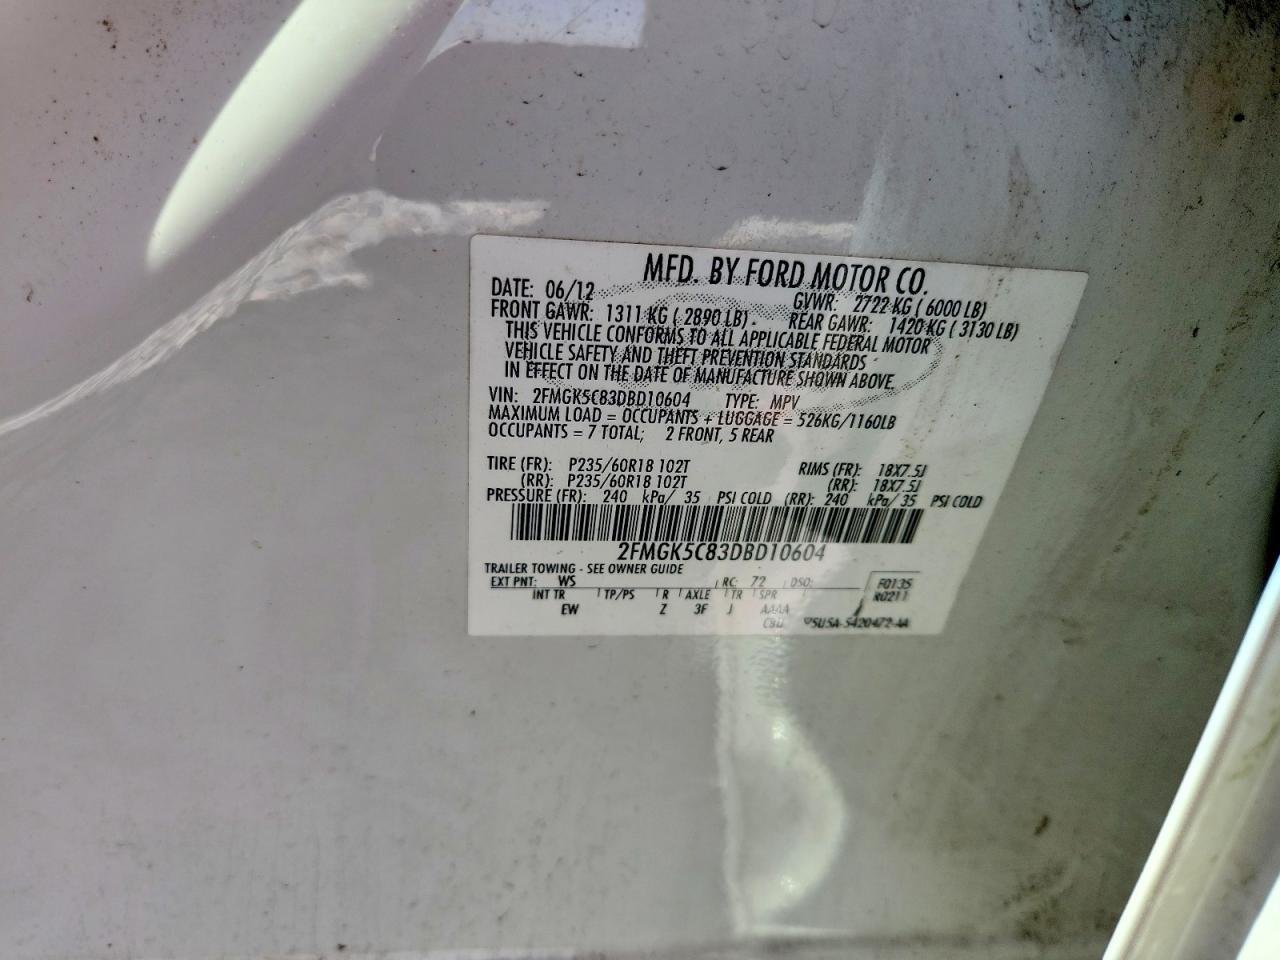 MFD. BY FORD MOTOR CO.
DATE: 06/12 GVWR: 2722 KG ( 6000 LB)
FRONT GAWR: 1311 KG ( 2890 LB). REAR GAWR: 1420 KG ( 3130 LB)
THIS VEHICLE CONFORMS TO ALL APPLICABLE FEDERAL MOTOR
VEHICLE SAFETY AND THEFT PREVENTION STANDARDS
IN EFFECT ON THE DATE OF MANUFACTURE SHOWN ABOVE.
VIN: 2FMGK5C83DBD10604 TYPE: MPV
MAXIMUM LOAD = OCCUPANTS + LUGGAGE = 526KG/1160LB
OCCUPANTS = 7 TOTAL; 2 FRONT, 5 REAR
TIRE (FR): P235/60R18 102T RIMS (FR): 18X7.5J
(RR): P235/60R18 102T (RR): 18X7.5J
PRESSURE (FR): 240 kPa/ 35 PSI COLD (RR): 240 kPa/ 35 PSI COLD
2FMGK5C83DBD10604
TRAILER TOWING - SEE OWNER GUIDE
EXT PNT: WS RC: 72 DSO: F0135
INT TR TP/PS R AXLE TR SPR R0211
EW Z 3F J AAAA